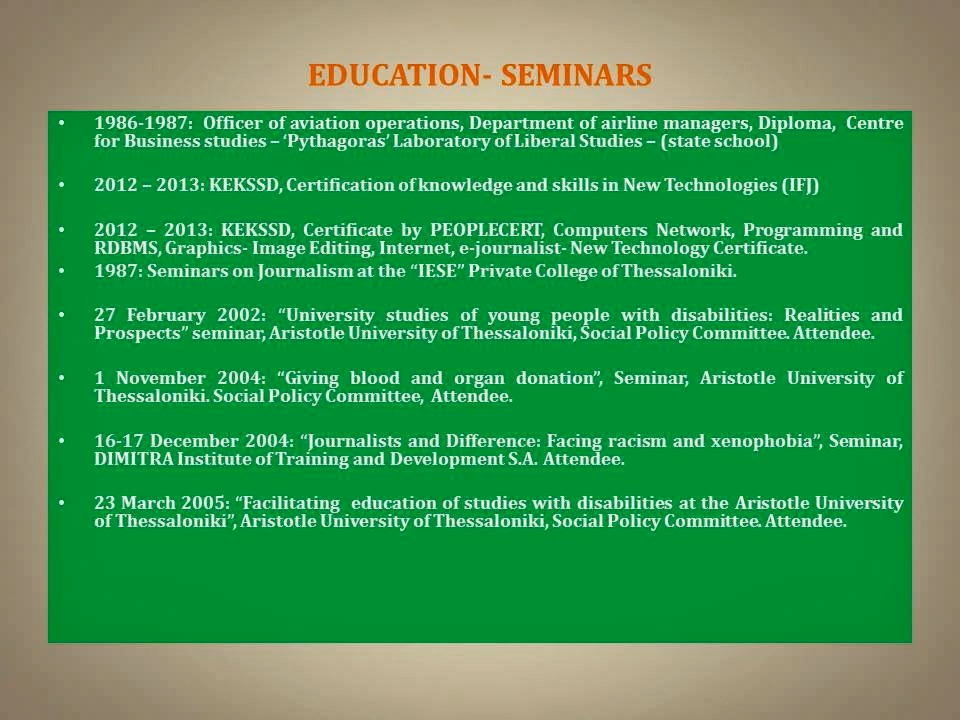 EDUCATION- SEMINARS
• 1986-1987: Officer of aviation operations, Department of airline managers, Diploma, Centre
for Business studies – ‘Pythagoras’ Laboratory of Liberal Studies – (state school)
• 2012 – 2013: KEKSSD, Certification of knowledge and skills in New Technologies (IFJ)
• 2012 – 2013: KEKSSD, Certificate by PEOPLECERT, Computers Network, Programming and
RDBMS, Graphics- Image Editing, Internet, e-journalist- New Technology Certificate.
• 1987: Seminars on Journalism at the “IESE” Private College of Thessaloniki.
• 27 February 2002: “University studies of young people with disabilities: Realities and
Prospects” seminar, Aristotle University of Thessaloniki, Social Policy Committee. Attendee.
• 1 November 2004: “Giving blood and organ donation”, Seminar, Aristotle University of
Thessaloniki. Social Policy Committee, Attendee.
• 16-17 December 2004: “Journalists and Difference: Facing racism and xenophobia”, Seminar,
DIMITRA Institute of Training and Development S.A. Attendee.
• 23 March 2005: “Facilitating education of studies with disabilities at the Aristotle University
of Thessaloniki”, Aristotle University of Thessaloniki, Social Policy Committee. Attendee.